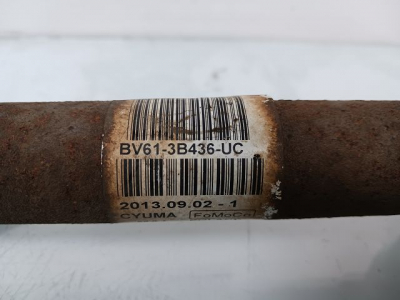 BV61-3B436-UC
2013.09.02 - 1
CYUMA FoMoCo